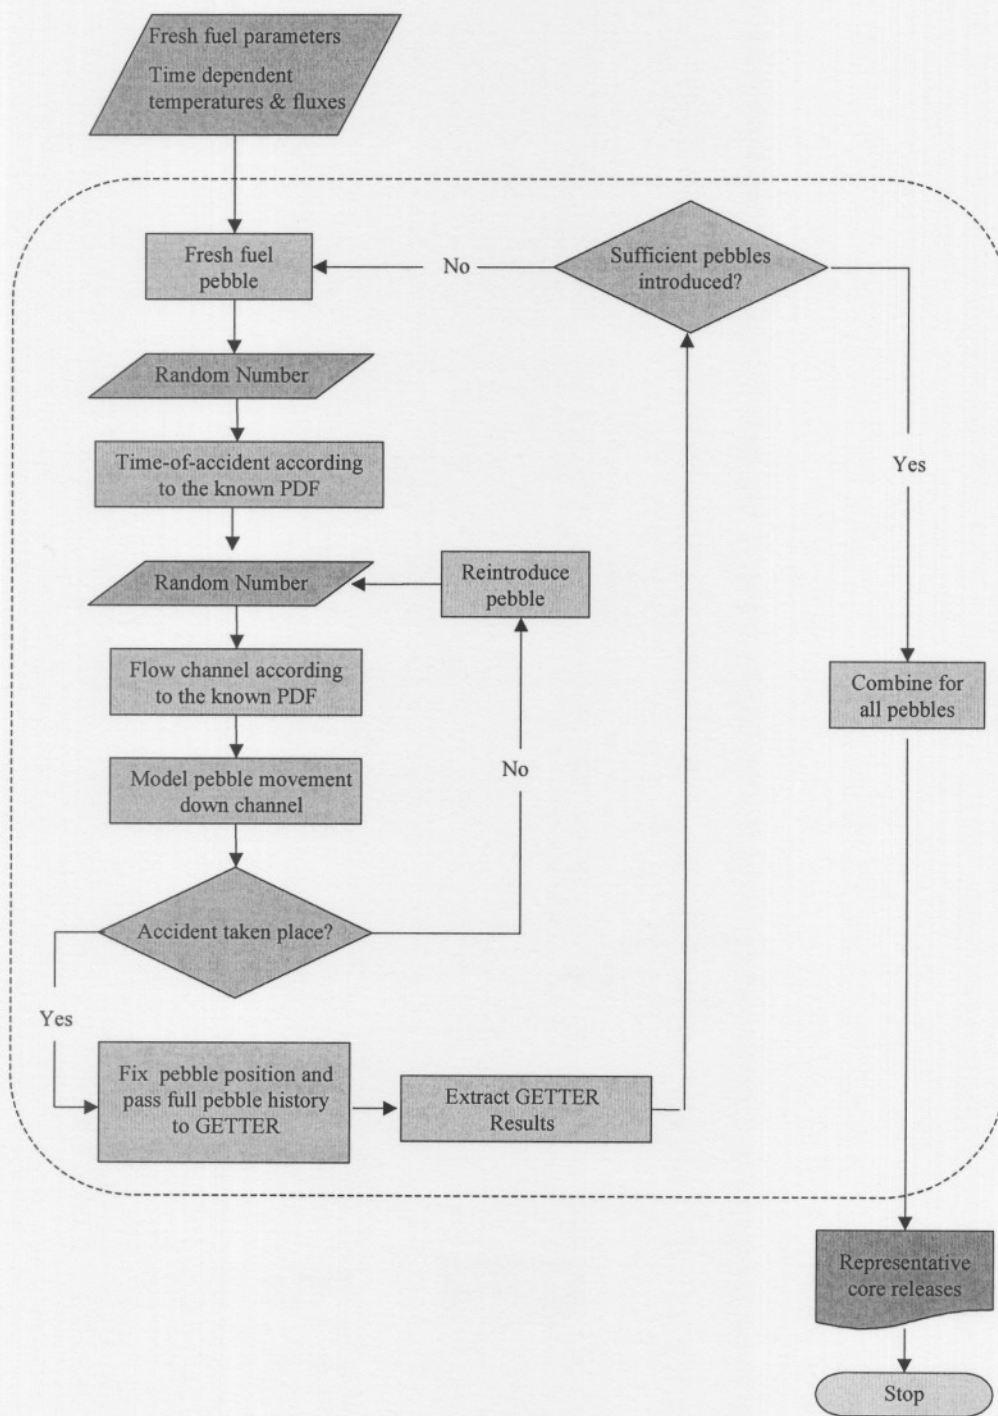 Fresh fuel parameters
Time dependent
temperatures & fluxes
Fresh fuel
pebble
No
Sufficient pebbles
introduced?
Random Number
Time-of-accident according
to the known PDF
Yes
Random Number
Reintroduce
pebble
Flow channel according
to the known PDF
Combine for
all pebbles
Model pebble movement
down channel
No
Accident taken place?
Yes
Fix pebble position and
pass full pebble history
to GETTER
Extract GETTER
Results
Representative
core releases
Stop